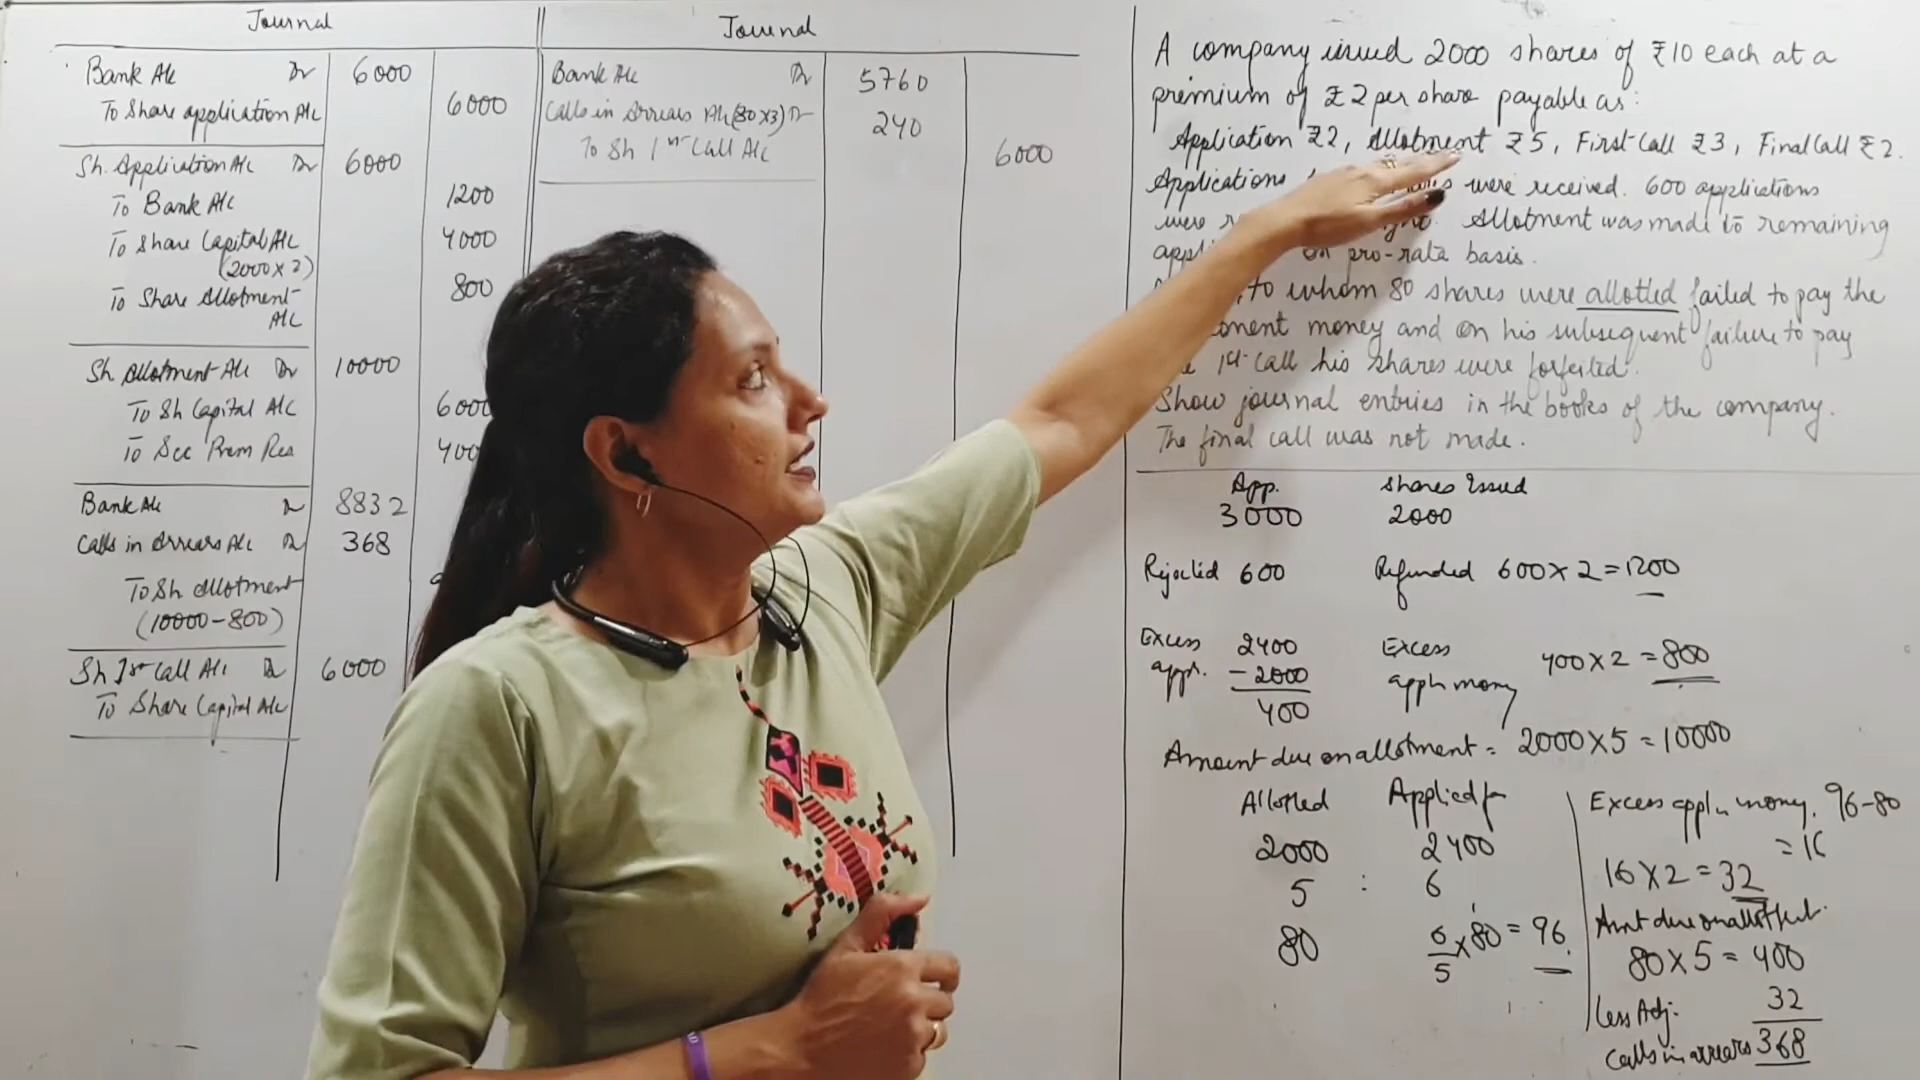 Journal
Bank A/c Dr 6000
To Share application A/c 6000
Sh. Application A/c Dr 6000
To Bank A/c 1200
To Share Capital A/c 4000
(2000 x 2)
To Share Allotment 800
A/c
Sh Allotment A/c Dr 10000
To Sh Capital A/c 6000
To Sec Prem Res 400
Bank A/c Dr 8832
Calls in Arrears A/c Dr 368
To Sh Allotment
(10000-800)
Sh 1st Call A/c Dr 6000
To Share Capital A/c
Journal
Bank A/c Dr 5760
Calls in Arrears A/c (80x3) Dr 240
To Sh 1st Call A/c 6000
A company issued 2000 shares of ₹10 each at a
premium of ₹2 per share payable as:
Application ₹2, Allotment ₹5, First Call ₹3, Final Call ₹2.
Applications were received. 600 applications
were Allotment was made to remaining
on pro-rata basis.
to whom 80 shares were allotted failed to pay the
money and on his subsequent failure to pay
1st call his shares were forfeited.
Show journal entries in the books of the company.
The final call was not made.
App. Shares Issued
3000 2000
Rejected 600 Refunded 600 x 2 = 1200
Excess 2400 Excess 400 x 2 = 800
appl. - 2000 appln money
400
Amount due on allotment = 2000 x 5 = 10000
Allotted Applied for
2000 2400
5 : 6
80 6/5 x 80 = 96
Excess appln money. 96-80
= 16
16 x 2 = 32
Amt due on allot
80 x 5 = 400
Less Adj. 32
Calls in arrears 368